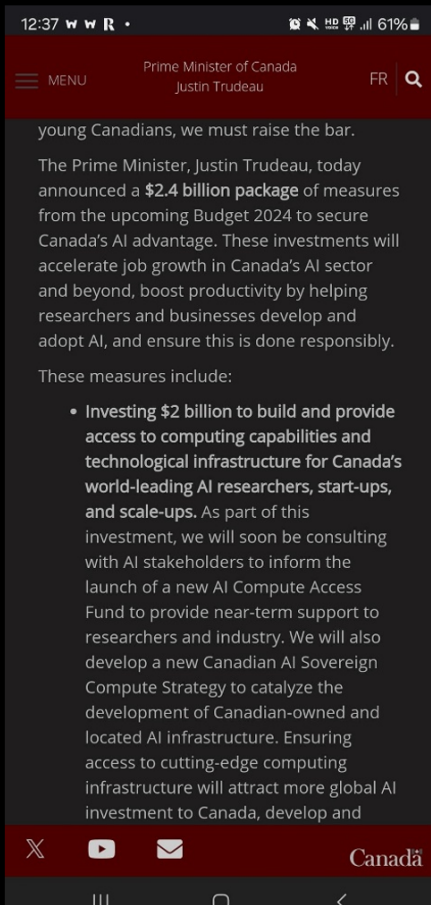 12:37 W W R • HD VOICE 5G 61%
Prime Minister of Canada
MENU FR
Justin Trudeau
young Canadians, we must raise the bar.
The Prime Minister, Justin Trudeau, today
announced a $2.4 billion package of measures
from the upcoming Budget 2024 to secure
Canada’s AI advantage. These investments will
accelerate job growth in Canada’s AI sector
and beyond, boost productivity by helping
researchers and businesses develop and
adopt AI, and ensure this is done responsibly.
These measures include:
• Investing $2 billion to build and provide
access to computing capabilities and
technological infrastructure for Canada’s
world-leading AI researchers, start-ups,
and scale-ups. As part of this
investment, we will soon be consulting
with AI stakeholders to inform the
launch of a new AI Compute Access
Fund to provide near-term support to
researchers and industry. We will also
develop a new Canadian AI Sovereign
Compute Strategy to catalyze the
development of Canadian-owned and
located AI infrastructure. Ensuring
access to cutting-edge computing
infrastructure will attract more global AI
investment to Canada, develop and
Canada